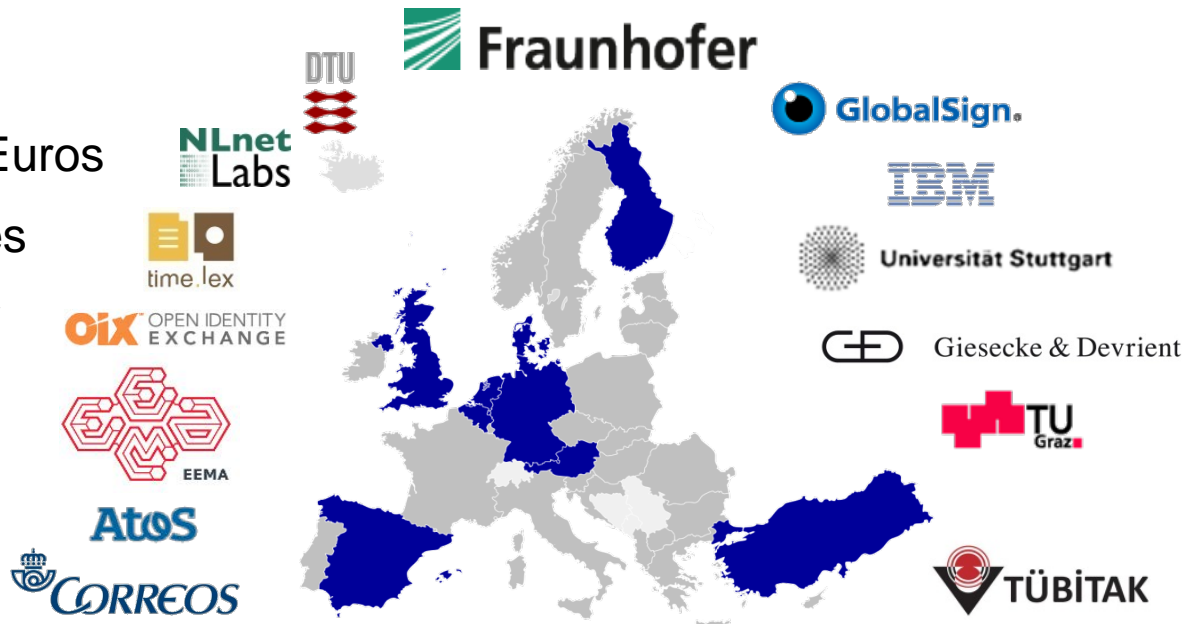 Fraunhofer
DTU
GlobalSign.
Euros
NLnet
Labs
IBM
es
time.lex
Universität Stuttgart
OIX OPEN IDENTITY
EXCHANGE
Giesecke & Devrient
TU
Graz
EEMA
EEMA
Atos
CORREOS
TÜBİTAK